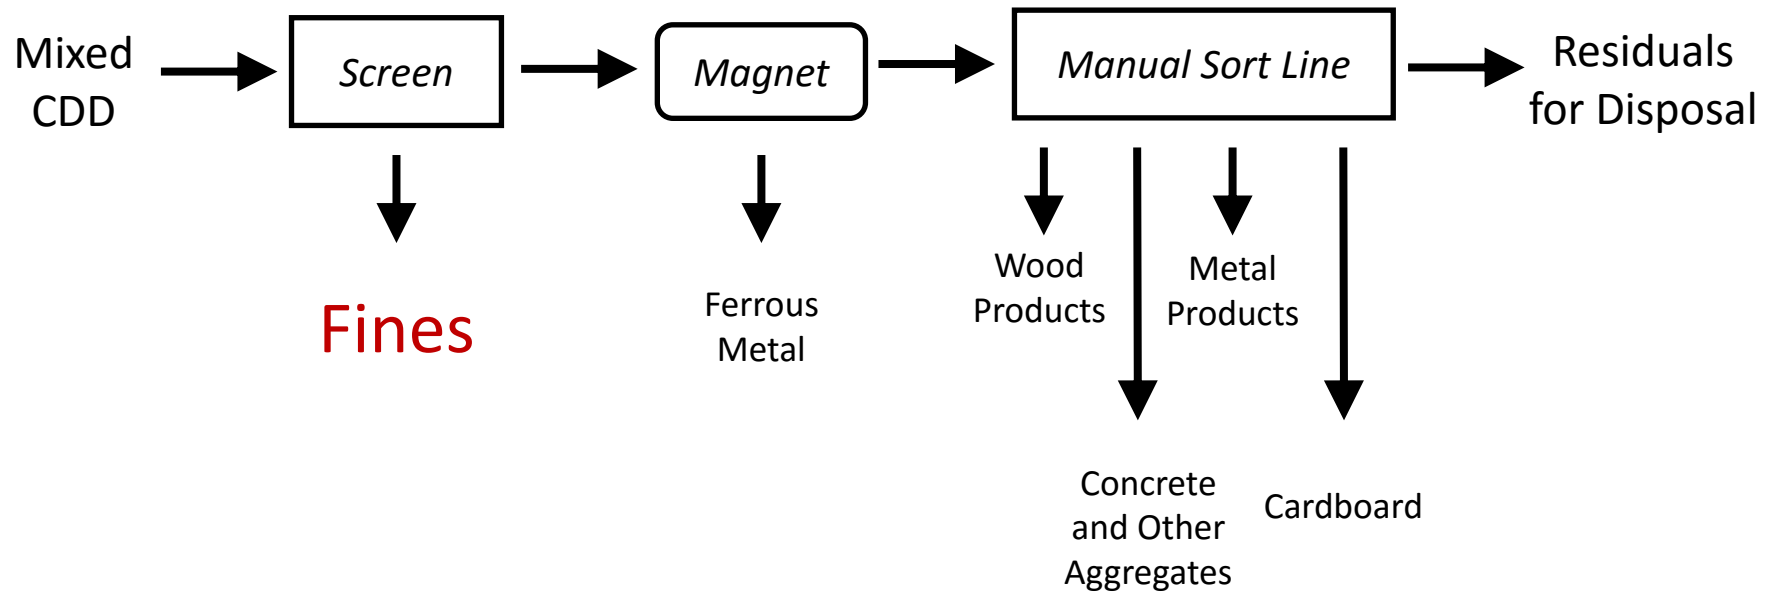 Mixed
CDD
Screen
Magnet
Manual Sort Line
Residuals
for Disposal
Fines
Ferrous
Metal
Wood
Products
Metal
Products
Concrete
and Other
Aggregates
Cardboard